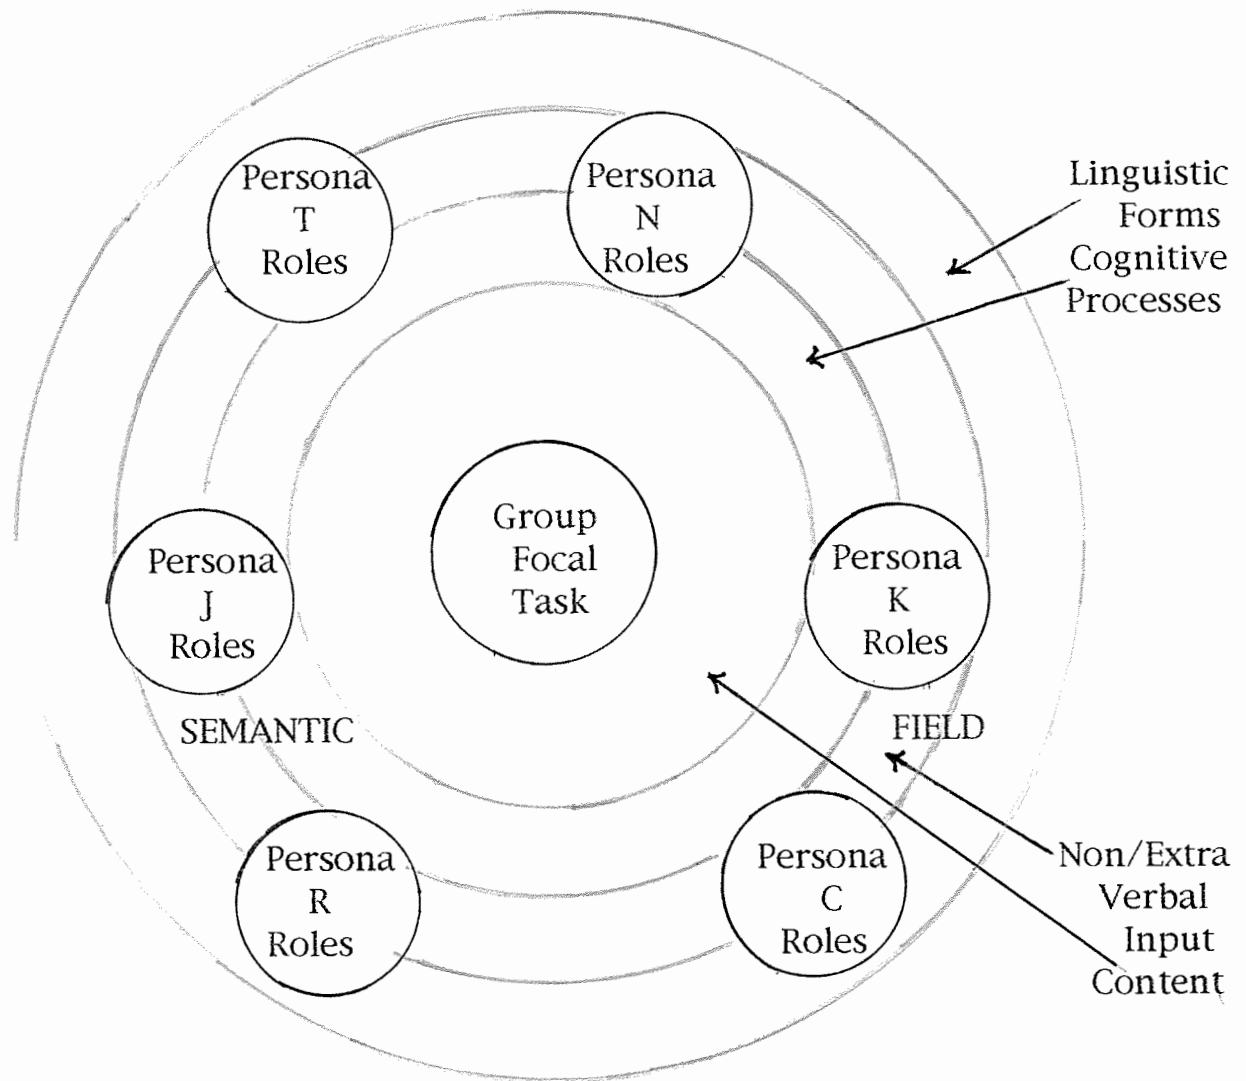 Persona
T
Roles
Persona
N
Roles
Linguistic
Forms
Cognitive
Processes
Group
Focal
Task
Persona
J
Roles
Persona
K
Roles
SEMANTIC
FIELD
Persona
R
Roles
Persona
C
Roles
Non/Extra
Verbal
Input
Content